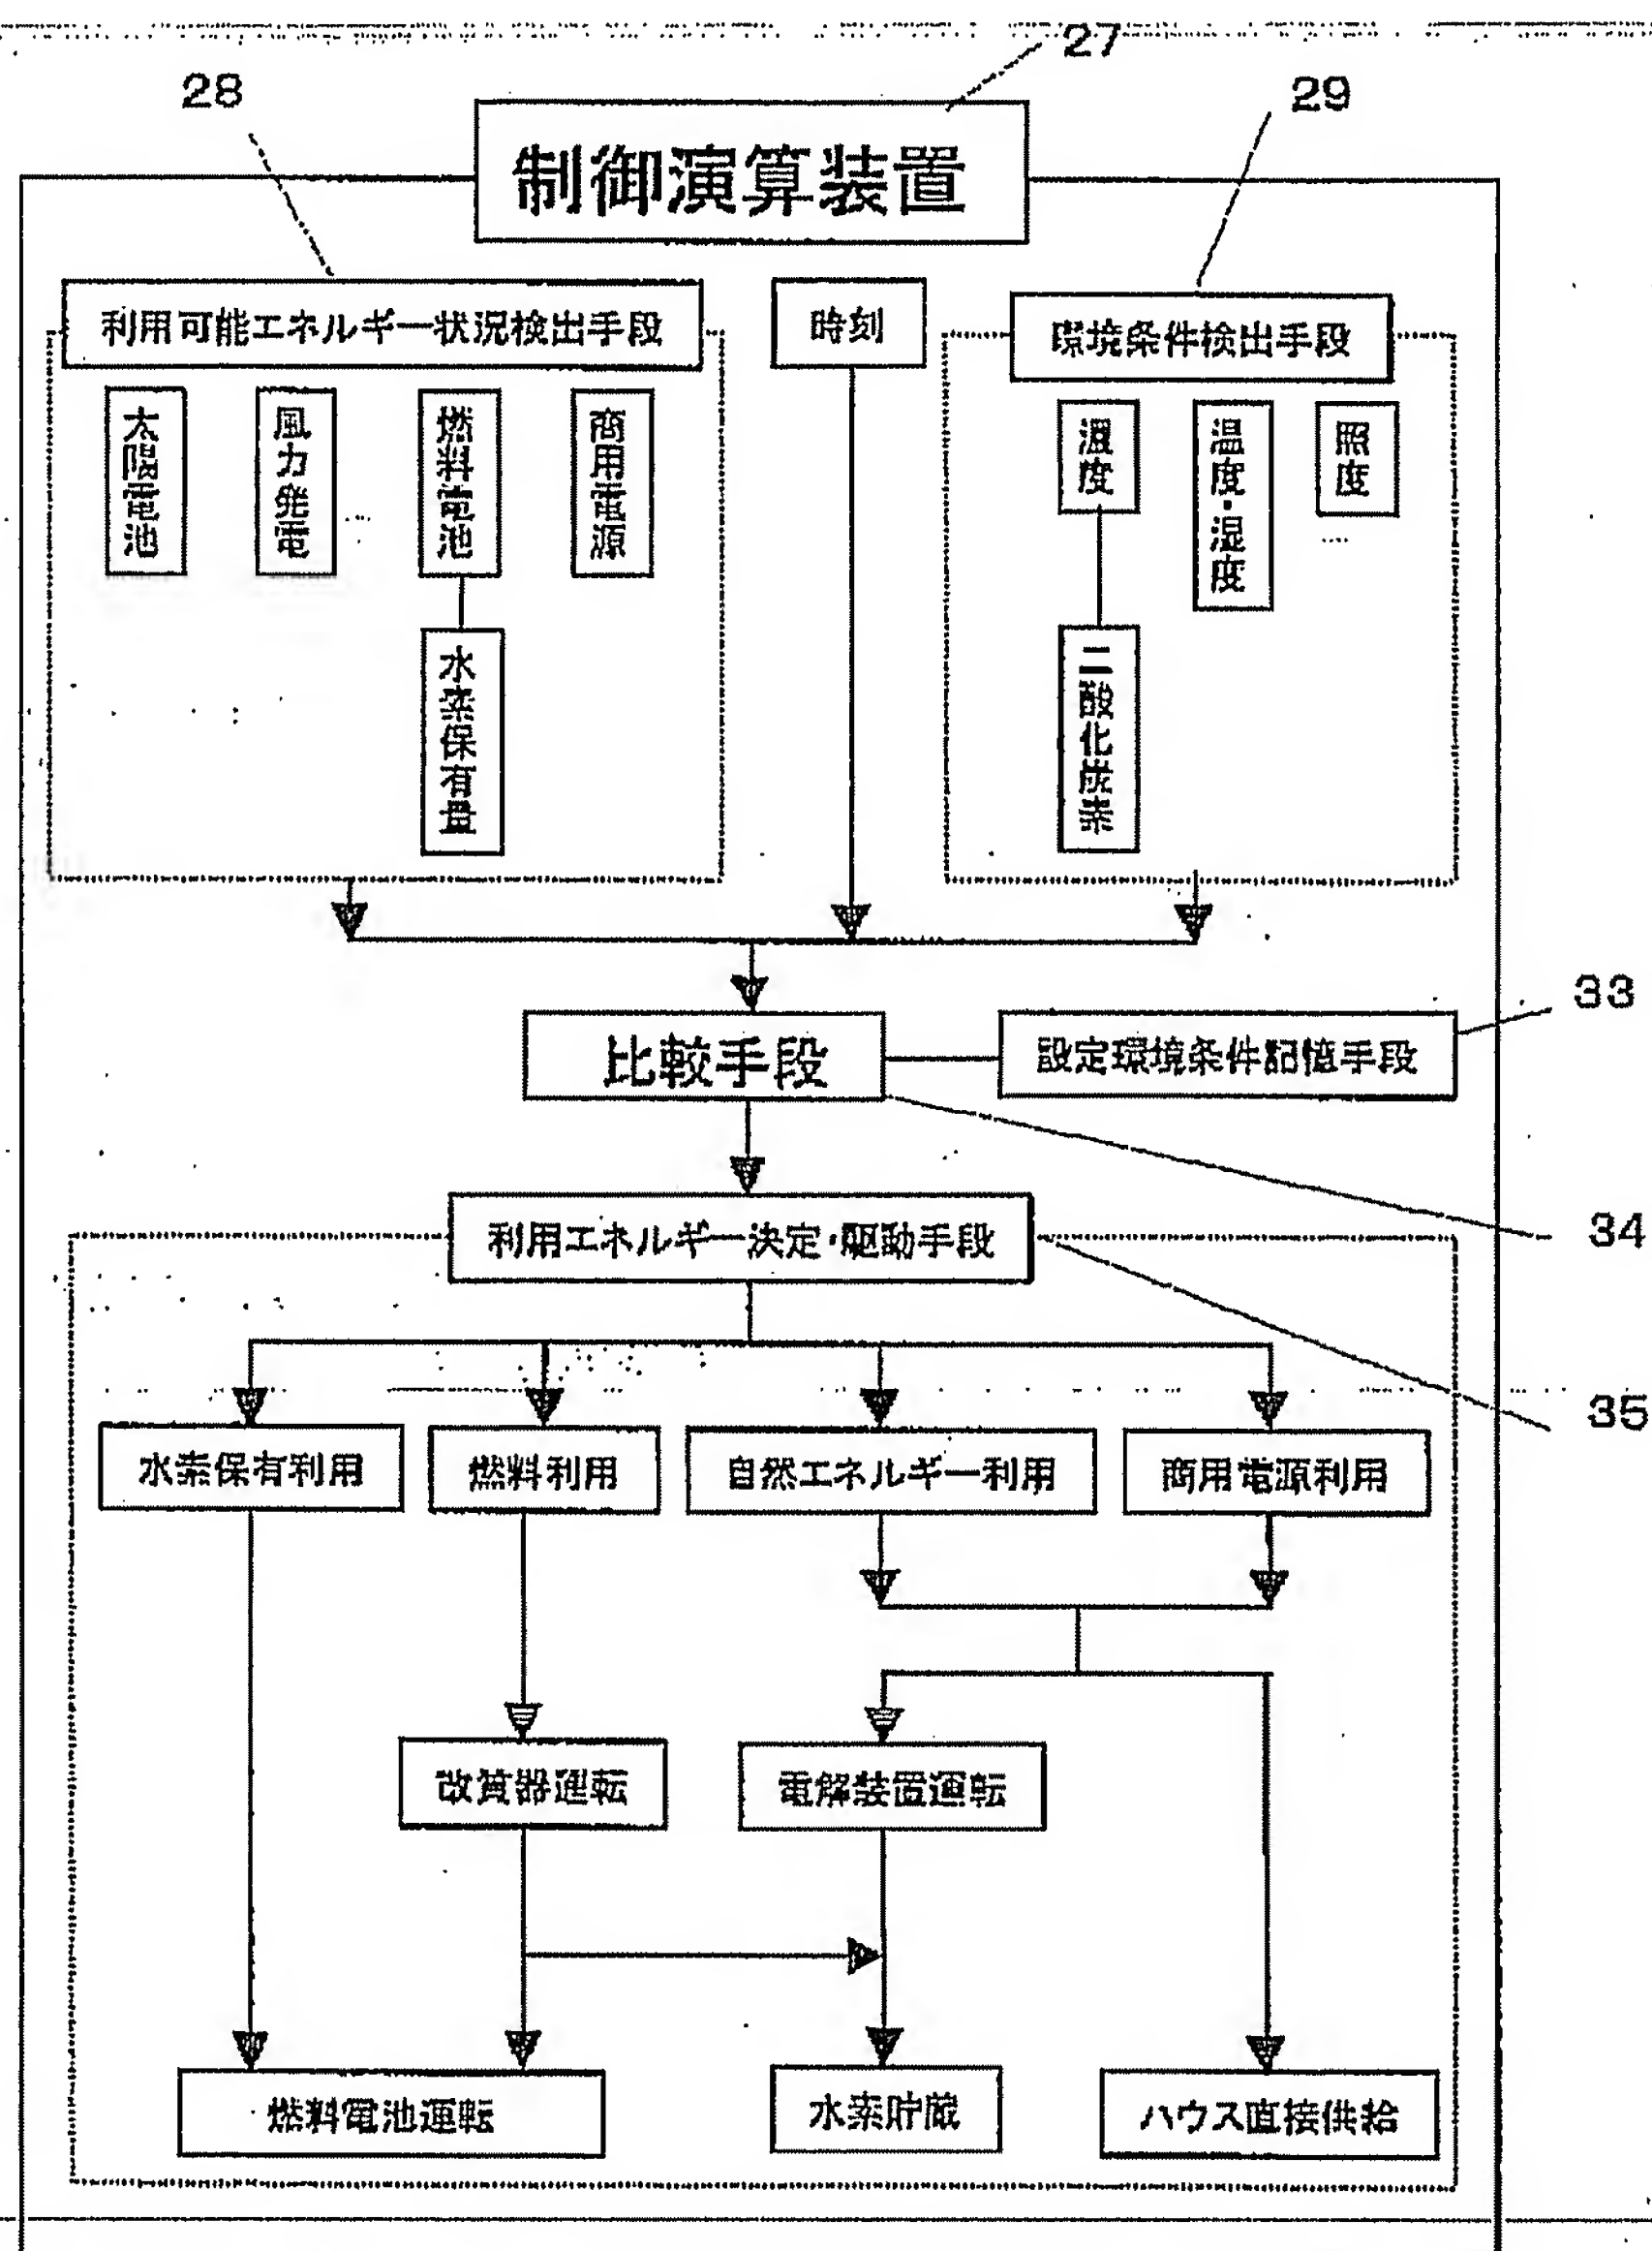 27
28
29
制御演算装置
利用可能エネルギー状況検出手段
時刻
環境条件検出手段
太陽電池
風力発電
燃料電池
商用電源
温度
温度・湿度
照度
水素保有量
二酸化炭素
33
比較手段
設定環境条件記憶手段
34
利用エネルギー決定・駆動手段
35
水素保有利用
燃料利用
自然エネルギー利用
商用電源利用
改質器運転
電解装置運転
燃料電池運転
水素貯蔵
ハウス直接供給